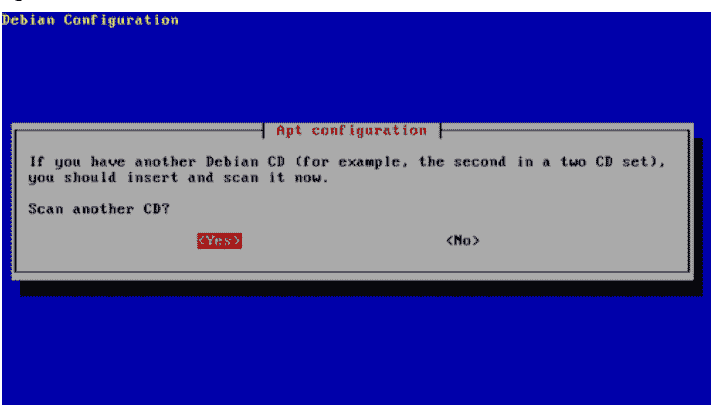 Debian Configuration
Apt configuration
If you have another Debian CD (for example, the second in a two CD set),
you should insert and scan it now.
Scan another CD?
<Yes> <No>